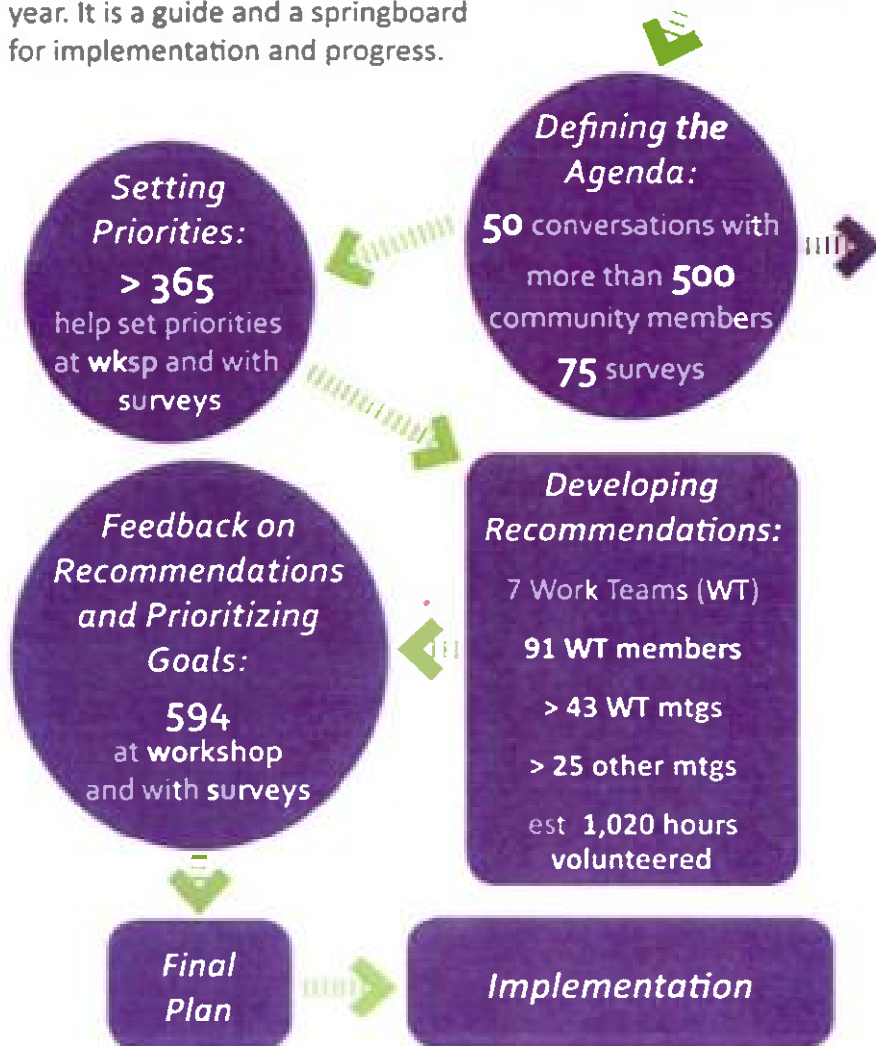 year. It is a guide and a springboard
for implementation and progress.
Defining the
Agenda:
50 conversations with
more than 500
community members
75 surveys
Setting
Priorities:
> 365
help set priorities
at wksp and with
surveys
Developing
Recommendations:
7 Work Teams (WT)
91 WT members
> 43 WT mtgs
> 25 other mtgs
est 1,020 hours
volunteered
Feedback on
Recommendations
and Prioritizing
Goals:
594
at workshop
and with surveys
Final
Plan
Implementation